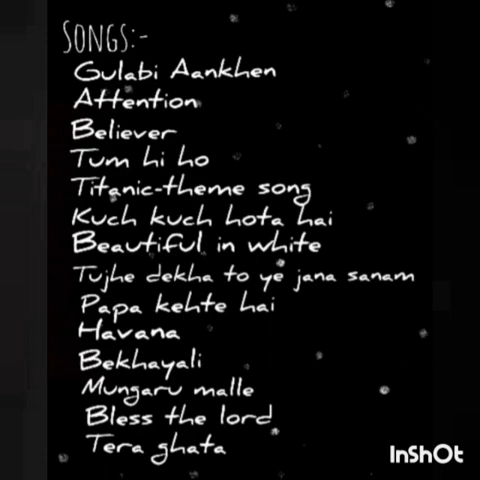 SONGS:-
Gulabi Aankhen
Attention
Believer
Tum hi ho
Titanic-theme song
Kuch kuch hota hai
Beautiful in white
Tujhe dekha to ye jana sanam
Papa kehte hai
Havana
Bekhayali
Mungaru malle
Bless the lord
Tera ghata
InShOt